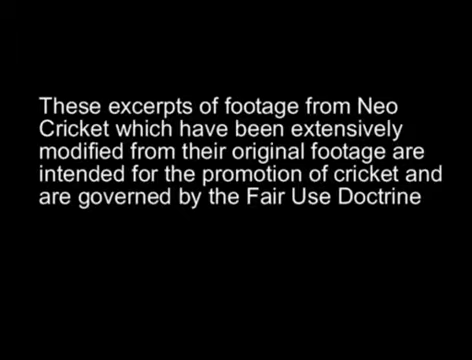 These excerpts of footage from Neo
Cricket which have been extensively
modified from their original footage are
intended for the promotion of cricket and
are governed by the Fair Use Doctrine